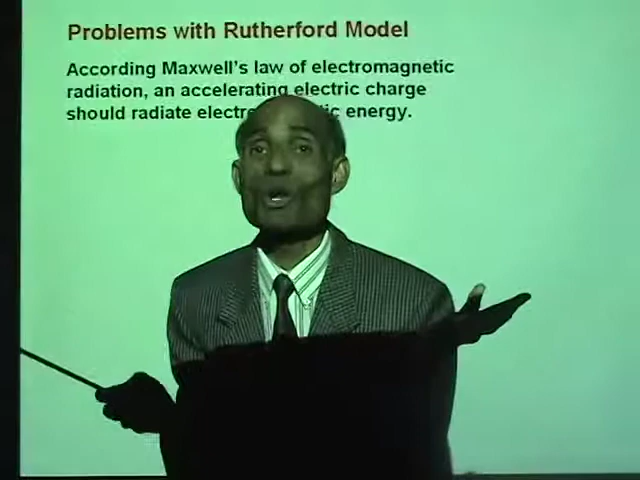 Problems with Rutherford Model
According Maxwell's law of electromagnetic
radiation, an accelerating electric charge
should radiate energy.